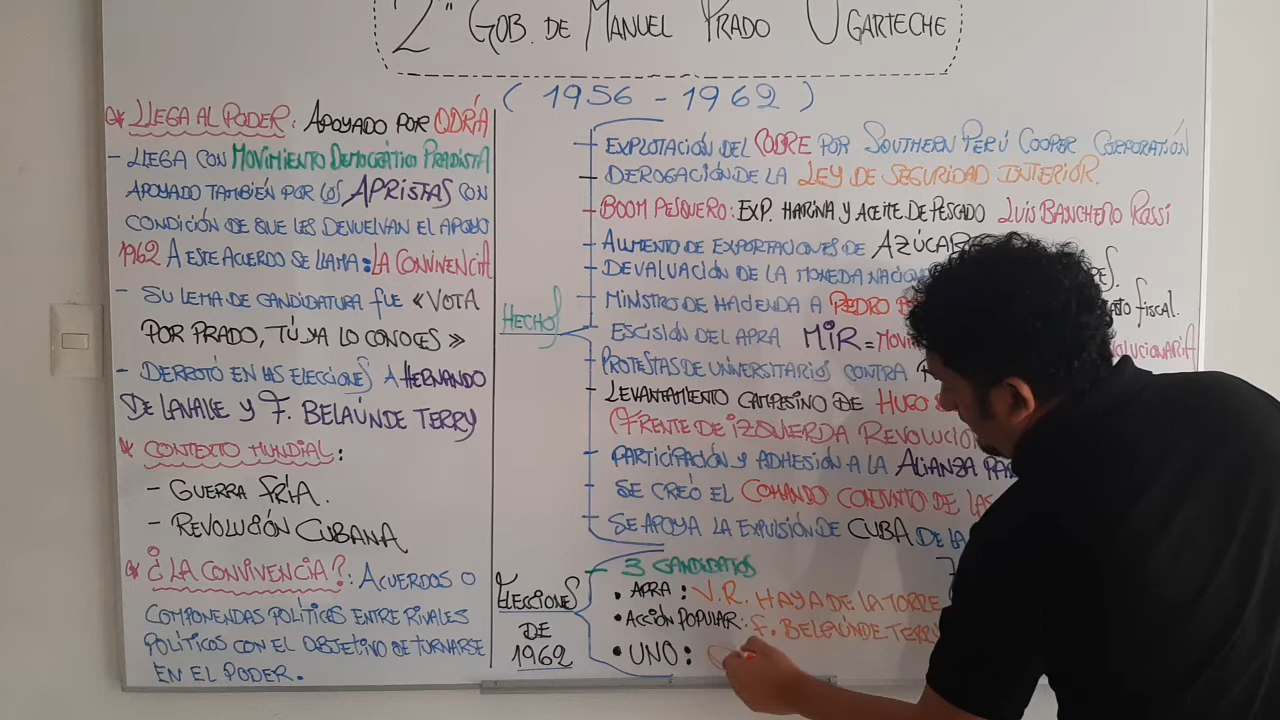 2° GOB. DE MANUEL PRADO UGARTECHE
( 1956 - 1962 )
* LLEGA AL PODER: APOYADO POR ODRÍA
- LLEGA CON MOVIMIENTO DEMOCRÁTICO PRADISTA
APOYADO TAMBIÉN POR LOS APRISTAS CON
CONDICIÓN DE QUE LES DEVUELVAN EL APOYO
1962 A ESTE ACUERDO SE LLAMA: LA CONVIVENCIA
- SU LEMA DE CANDIDATURA FUE «VOTA
POR PRADO, TÚ YA LO CONOCES»
- DERROTÓ EN LAS ELECCIONES A HERNANDO
DE LAVALLE Y F. BELAÚNDE TERRY
* CONTEXTO MUNDIAL:
- GUERRA FRÍA.
- REVOLUCIÓN CUBANA
* ¿LA CONVIVENCIA?: ACUERDOS O
COMPONENDAS POLÍTICOS ENTRE RIVALES
POLÍTICOS CON EL OBJETIVO DE TURNARSE
EN EL PODER.
HECHOS
- EXPLOTACIÓN DEL COBRE POR SOUTHERN PERÚ COOPER CORPORATIÓN
- DEROGACIÓN DE LA LEY DE SEGURIDAD INTERIOR.
- BOOM PESQUERO: EXP. HARINA Y ACEITE DE PESCADO LUIS BANCHERO ROSSI
- AUMENTO DE EXPORTACIONES DE AZÚCAR
- DEVALUACIÓN DE LA MONEDA
- MINISTRO DE HACENDA A PEDRO fiscal.
ESCISIÓN DEL APRA MIR =
PROTESTAS DE UNIVERSITARIOS CONTRA
- LEVANTAMIENTO CAMPESINO DE HUGO
(FRENTE DE IZQUIERDA
- PARTICIPACIÓN Y ADHESIÓN A LA ALIANZA
- SE CREÓ EL COMANDO CONJUNTO DE LAS
- SE APOYA LA EXPULSIÓN DE CUBA DE LA
ELECCIONES
DE
1962
- 3 CANDIDATOS
• APRA: V.R. HAYA DE LA TORRE
• ACCIÓN POPULAR: F. BELAÚNDE TERRY
• UNO: